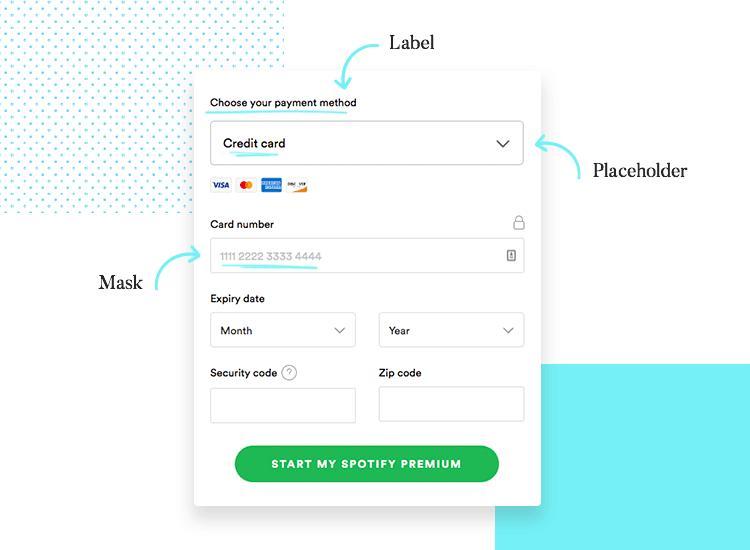 Label
Choose your payment method
Credit card
Placeholder
VISA
Card number
1111 2222 3333 4444
Mask
Expiry date
Month
Year
Security code ?
Zip code
START MY SPOTIFY PREMIUM